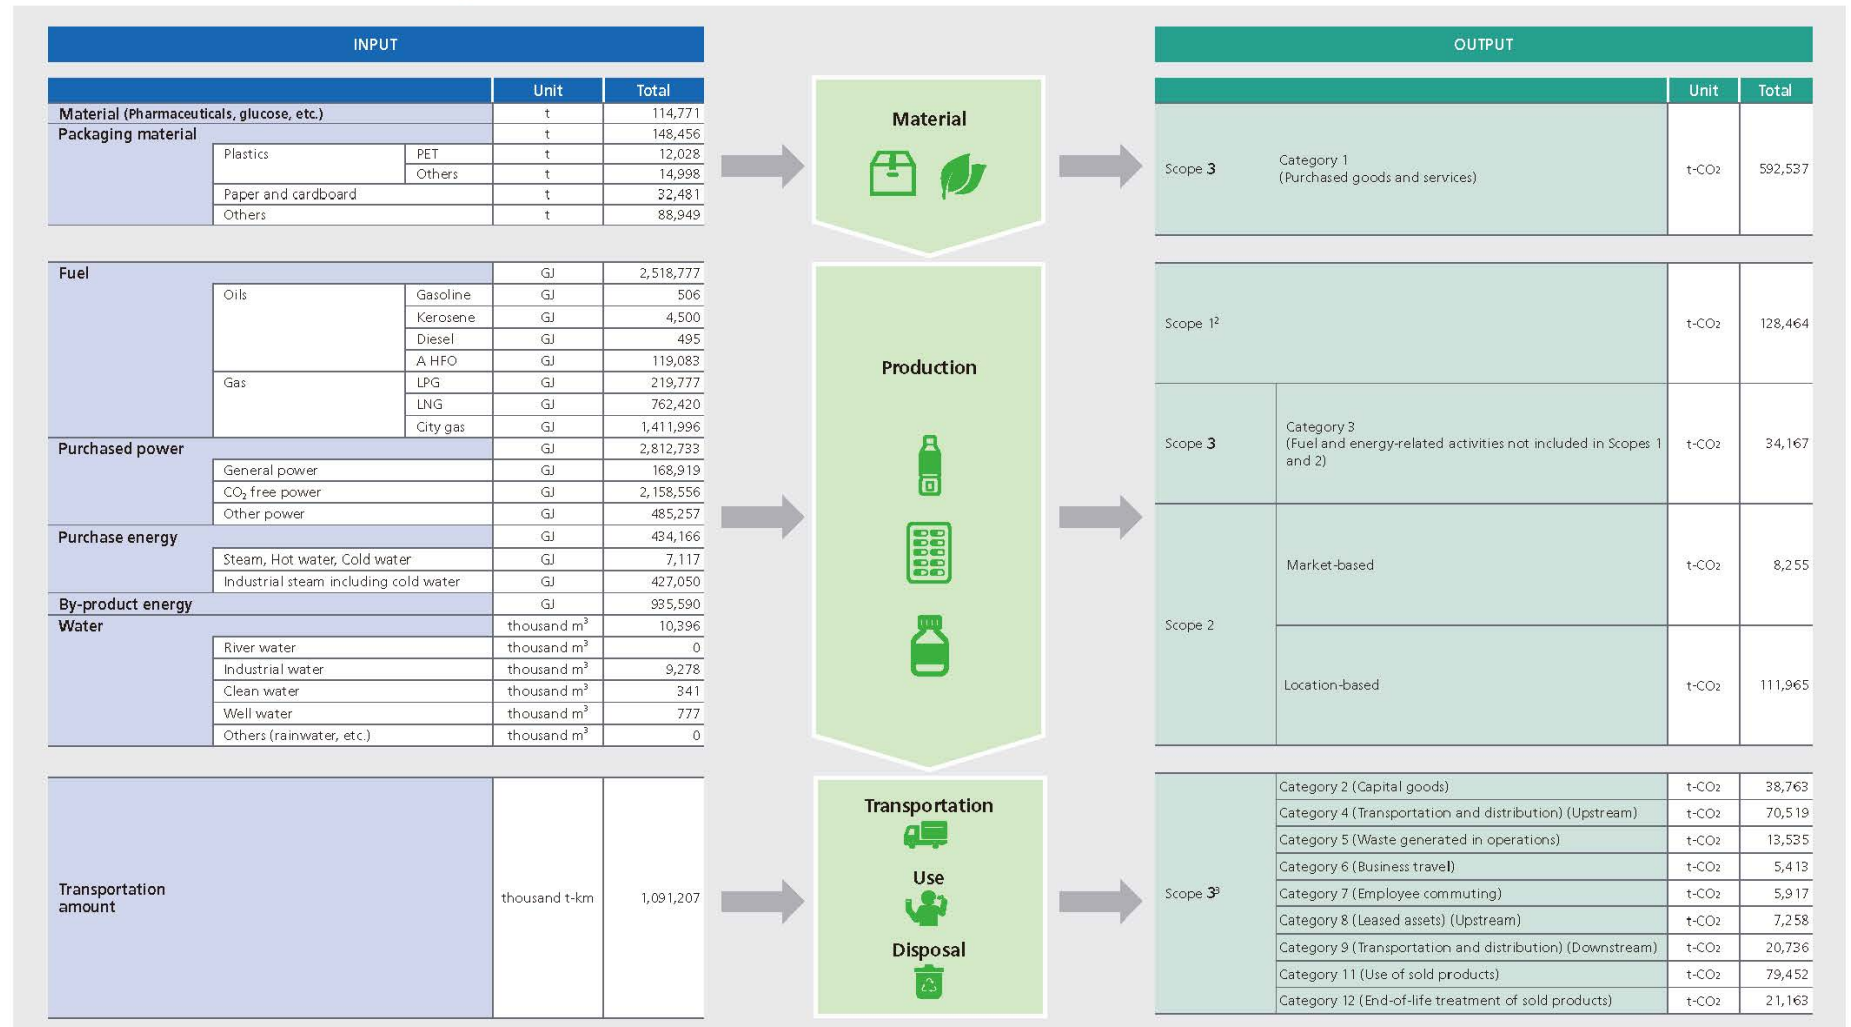 INPUT
Unit Total
Material (Pharmaceuticals, glucose, etc.) t 114,771
Packaging material t 148,456
Plastics PET t 12,028
Others t 14,998
Paper and cardboard t 32,481
Others t 88,949
Fuel GJ 2,518,777
Oils Gasoline GJ 506
Kerosene GJ 4,500
Diesel GJ 495
A HFO GJ 119,083
Gas LPG GJ 219,777
LNG GJ 762,420
City gas GJ 1,411,996
Purchased power GJ 2,812,733
General power GJ 168,919
CO₂ free power GJ 2,158,556
Other power GJ 485,257
Purchase energy GJ 434,166
Steam, Hot water, Cold water GJ 7,117
Industrial steam including cold water GJ 427,050
By-product energy GJ 935,590
Water thousand m³ 10,396
River water thousand m³ 0
Industrial water thousand m³ 9,278
Clean water thousand m³ 341
Well water thousand m³ 777
Others (rainwater, etc.) thousand m³ 0
Transportation
amount
thousand t-km 1,091,207
Material
Production
Transportation
Use
Disposal
OUTPUT
Unit Total
Scope 3
Category 1
(Purchased goods and services)
t-CO₂ 592,537
Scope 1² t-CO₂ 128,464
Scope 3
Category 3
(Fuel and energy-related activities not included in Scopes 1
and 2)
t-CO₂ 34,167
Scope 2
Market-based t-CO₂ 8,255
Location-based t-CO₂ 111,965
Scope 3³
Category 2 (Capital goods) t-CO₂ 38,763
Category 4 (Transportation and distribution) (Upstream) t-CO₂ 70,519
Category 5 (Waste generated in operations) t-CO₂ 13,535
Category 6 (Business travel) t-CO₂ 5,413
Category 7 (Employee commuting) t-CO₂ 5,917
Category 8 (Leased assets) (Upstream) t-CO₂ 7,258
Category 9 (Transportation and distribution) (Downstream) t-CO₂ 20,736
Category 11 (Use of sold products) t-CO₂ 79,452
Category 12 (End-of-life treatment of sold products) t-CO₂ 21,163